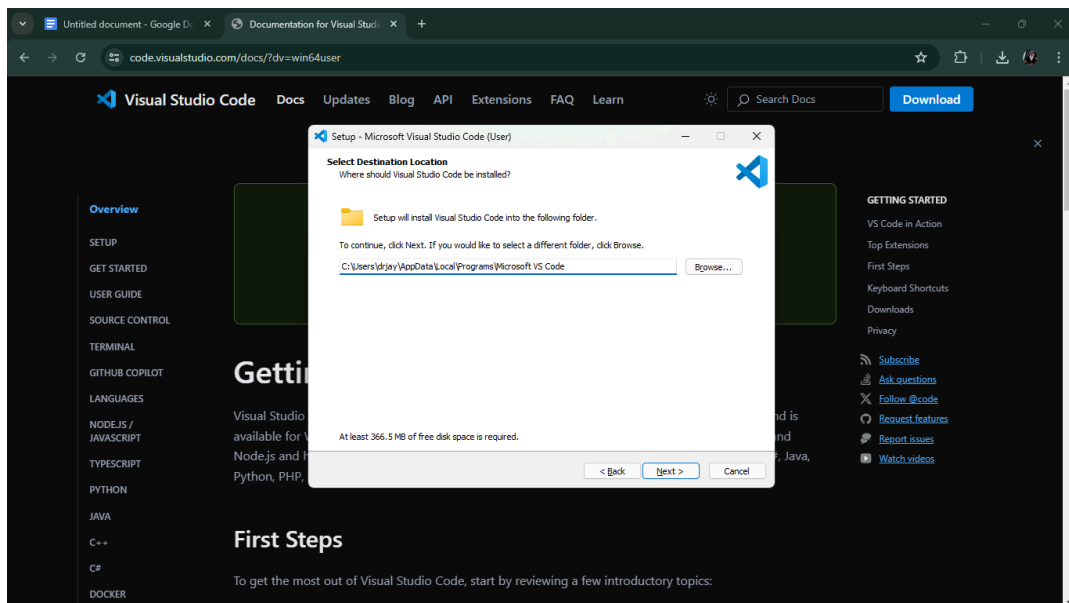 Untitled document - Google Do
Documentation for Visual Studi
code.visualstudio.com/docs/?dv=win64user
Visual Studio Code Docs Updates Blog API Extensions FAQ Learn Search Docs Download
Setup - Microsoft Visual Studio Code (User)
Select Destination Location
Where should Visual Studio Code be installed?
Setup will install Visual Studio Code into the following folder.
To continue, click Next. If you would like to select a different folder, click Browse.
C:\Users\drjay\AppData\Local\Programs\Microsoft VS Code Browse...
At least 366.5 MB of free disk space is required.
< Back Next > Cancel
Overview
SETUP
GET STARTED
USER GUIDE
SOURCE CONTROL
TERMINAL
GITHUB COPILOT
LANGUAGES
NODE.JS /
JAVASCRIPT
TYPESCRIPT
PYTHON
JAVA
C++
C#
DOCKER
Getti
Visual Studio nd is
available for V and
Node.js and h #, Java,
Python, PHP,
First Steps
To get the most out of Visual Studio Code, start by reviewing a few introductory topics:
GETTING STARTED
VS Code in Action
Top Extensions
First Steps
Keyboard Shortcuts
Downloads
Privacy
Subscribe
Ask questions
Follow @code
Request features
Report issues
Watch videos